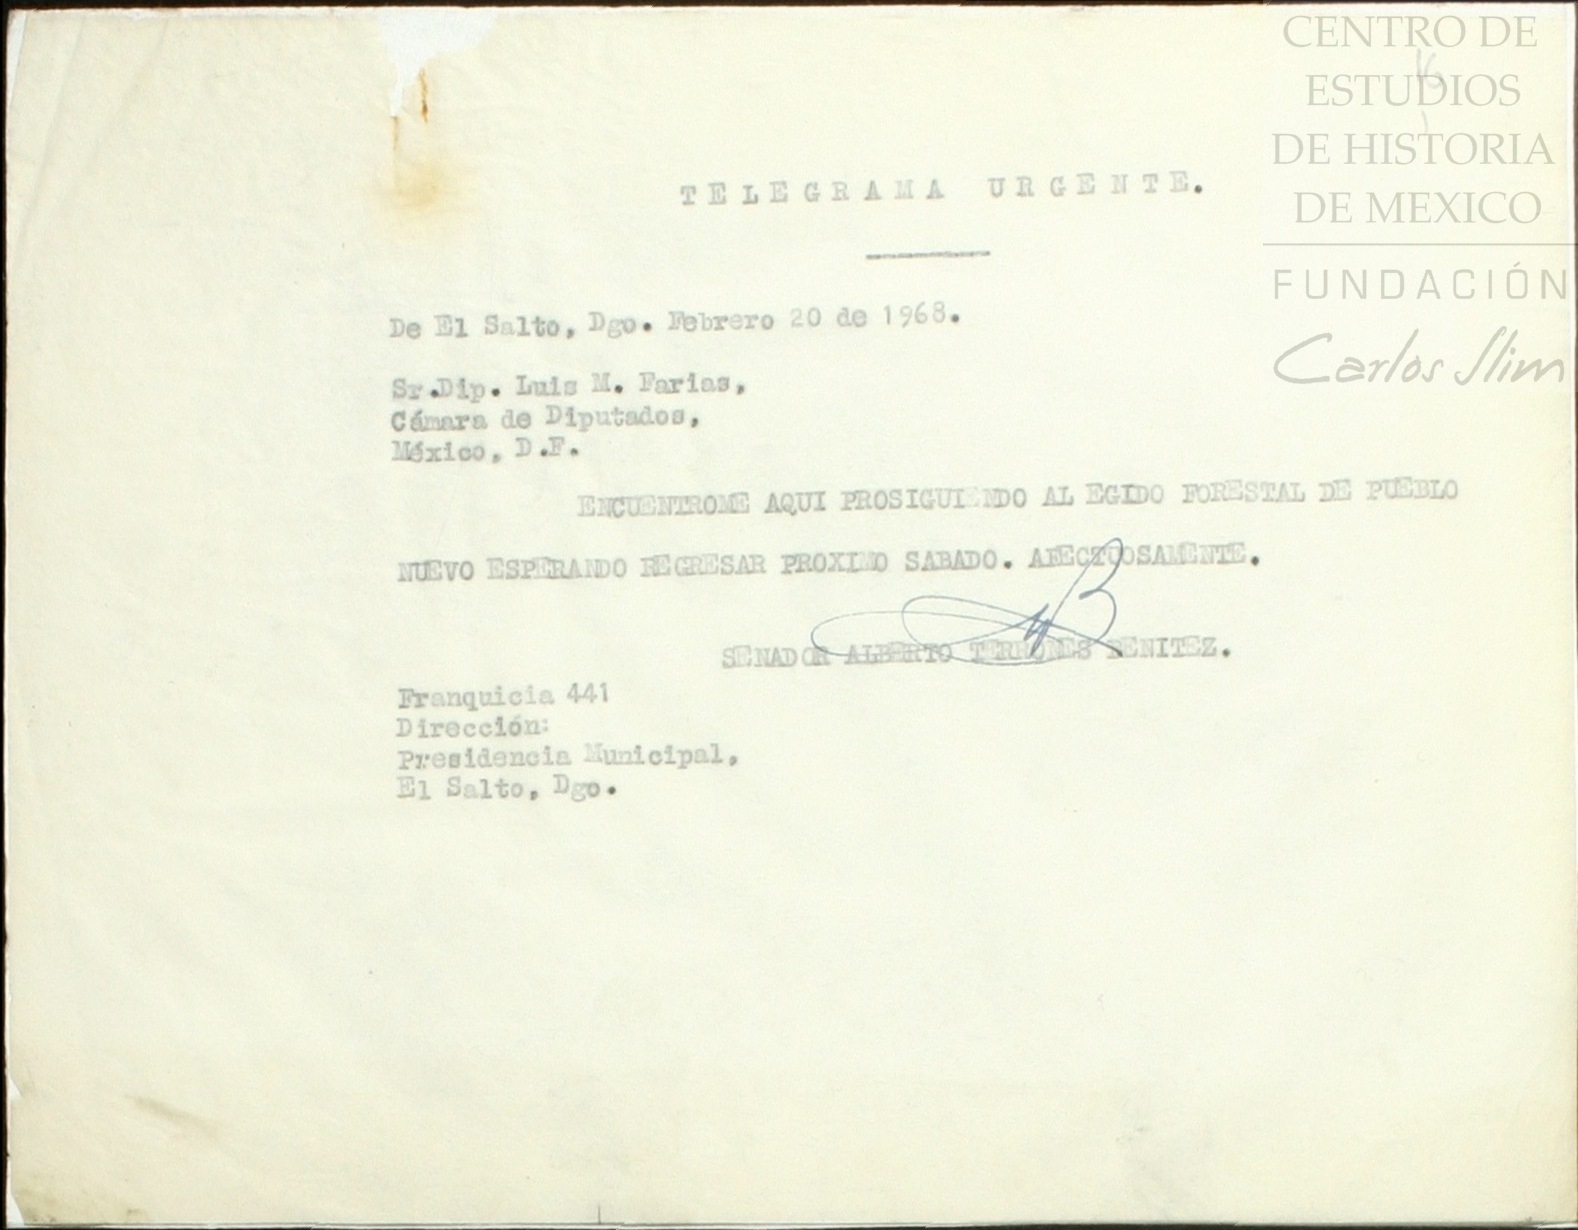 CENTRO DE
ESTUDIOS
DE HISTORIA
DE MEXICO
FUNDACIÓN
Carlos Slim
TELEGRAMA URGENTE.
De El Salto, Dgo. Febrero 20 de 1968.
Sr.Dip. Luis M. Farias,
Cámara de Diputados,
México, D.F.
ENCUENTROME AQUI PROSIGUIENDO AL EGIDO FORESTAL DE PUEBLO
NUEVO ESPERANDO REGRESAR PROXIMO SABADO. AFECTUOSAMENTE.
SENADOR ALBERTO TERRONES BENITEZ.
Franquicia 441
Dirección:
Presidencia Municipal,
El Salto, Dgo.